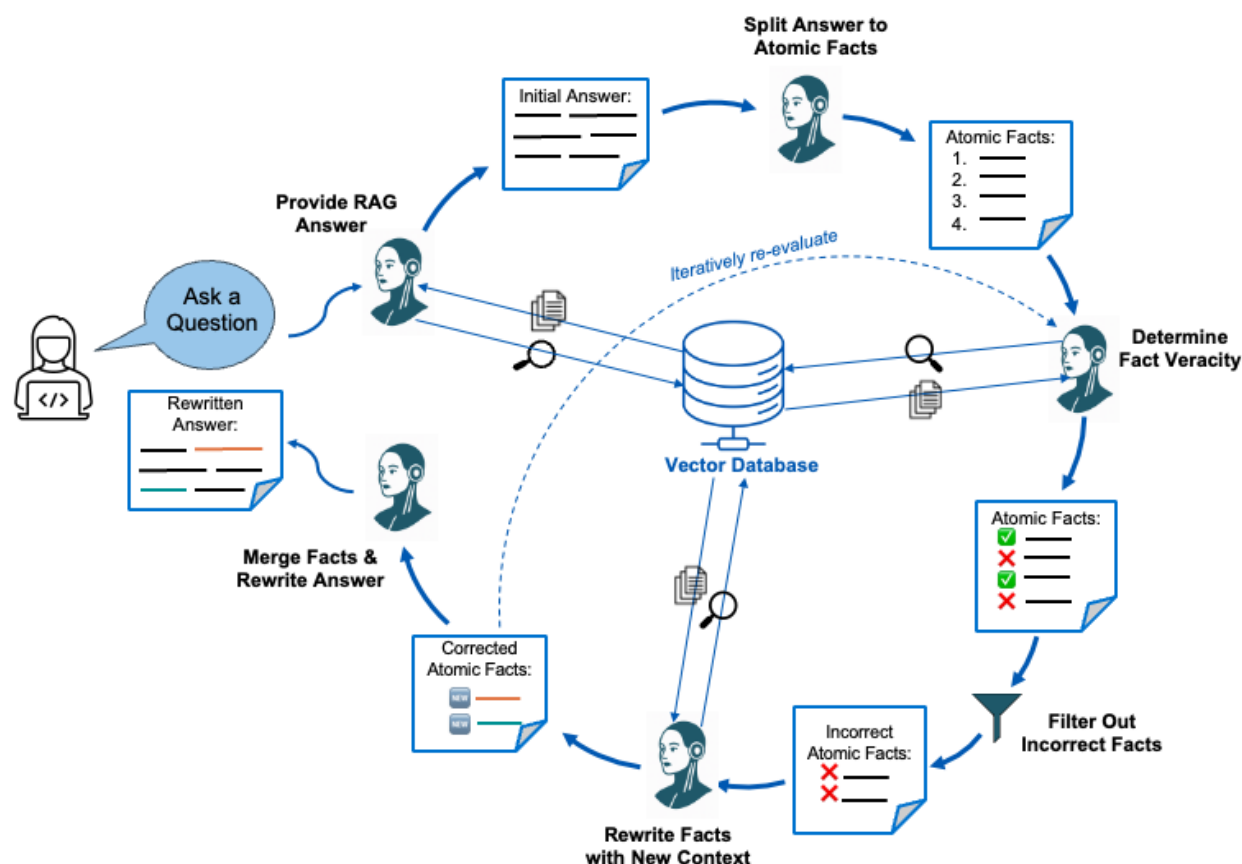 Split Answer to
Atomic Facts
Initial Answer:
Atomic Facts:
1.
2.
3.
4.
Provide RAG
Answer
Ask a
Question
</>
Iteratively re-evaluate
Determine
Fact Veracity
Vector Database
Rewritten
Answer:
Merge Facts &
Rewrite Answer
Atomic Facts:
Filter Out
Incorrect Facts
Incorrect
Atomic Facts:
Corrected
Atomic Facts:
NEW
NEW
Rewrite Facts
with New Context